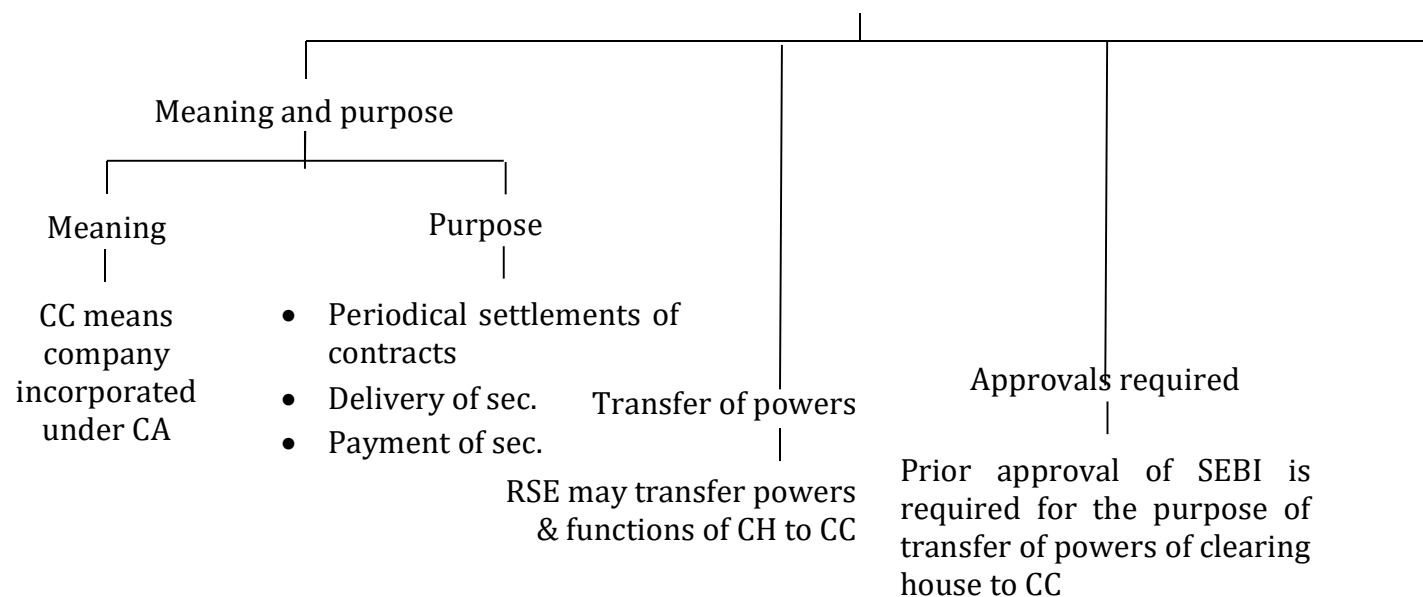 Meaning and purpose
Meaning
Purpose
CC means
company
incorporated
under CA
• Periodical settlements of
contracts
• Delivery of sec.
• Payment of sec.
Transfer of powers
RSE may transfer powers
& functions of CH to CC
Approvals required
Prior approval of SEBI is
required for the purpose of
transfer of powers of clearing
house to CC